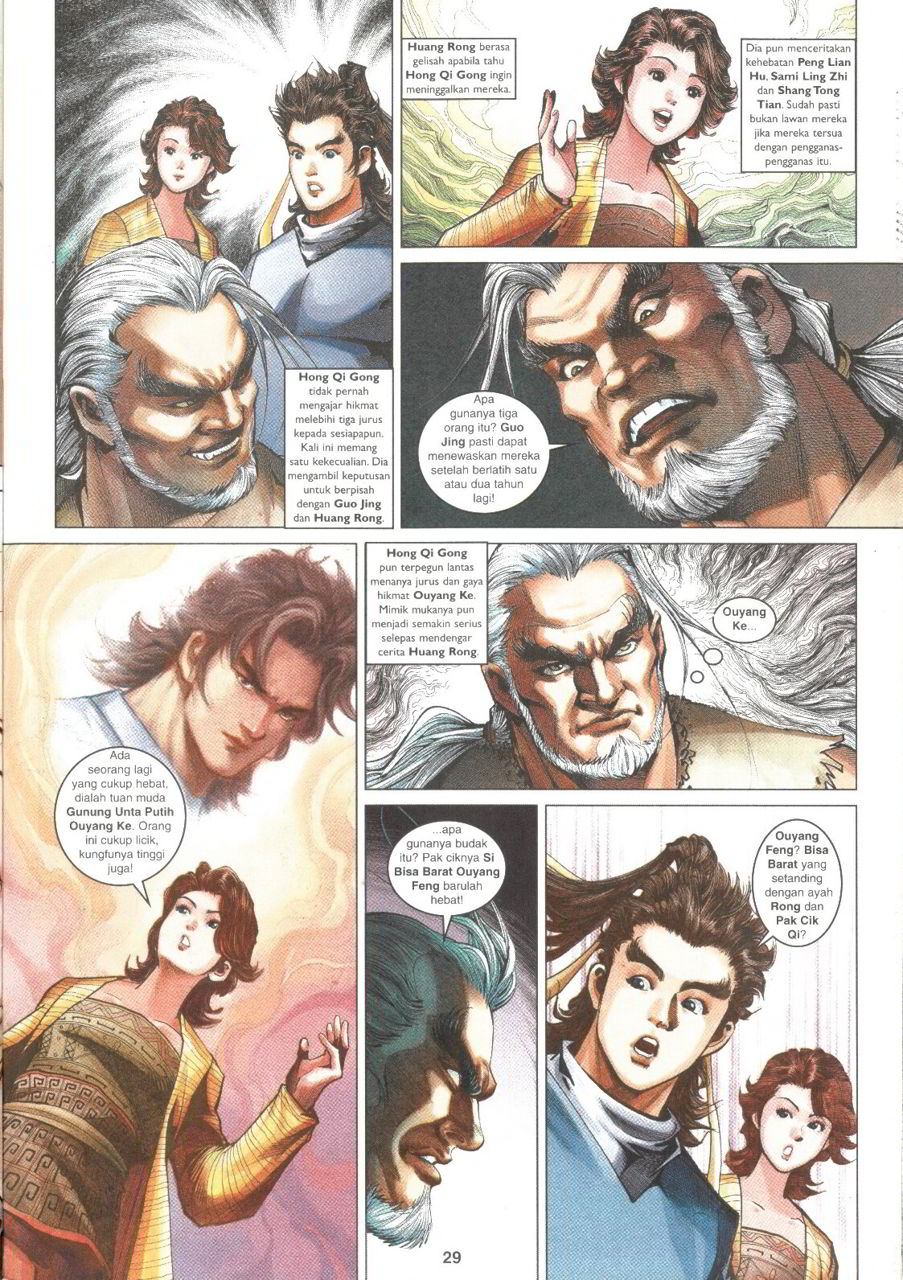 Hong Qi Gong
tidak pernah
mengajar hikmat
melebihi tiga jurus
kepada sesiapapun.
Kali ini memang
satu kekecualian. Dia
mengambil keputusan
untuk berpisah
dengan Guo Jing
dan Huang Rong.
Huang Rong berasa
gelisah apabila tahu
Hong Qi Gong ingin
meninggalkan mereka.
Dia pun menceritakan
kehebatan Peng Lian
Hu, Sami Ling Zhi
dan Shang Tong
Tian. Sudah pasti
bukan lawan mereka
jika mereka tersua
dengan pengganas-
pengganas itu.
Apa
gunanya tiga
orang itu? Guo
Jing pasti dapat
menewaskan mereka
setelah berlatih satu
atau dua tahun
lagi!
Ada
seorang lagi
yang cukup hebat,
dialah tuan muda
Gunung Unta Putih
Ouyang Ke. Orang
ini cukup licik,
kungfunya tinggi
juga!
Hong Qi Gong
pun terpegun lantas
menanya jurus dan gaya
hikmat Ouyang Ke.
Mimik mukanya pun
menjadi semakin serius
selepas mendengar
cerita Huang Rong.
Ouyang
Ke...
...apa
gunanya budak
itu? Pak ciknya Si
Bisa Barat Ouyang
Feng barulah
hebat!
Ouyang
Feng? Bisa
Barat yang
setanding
dengan ayah
Rong dan
Pak Cik
Qi?
29